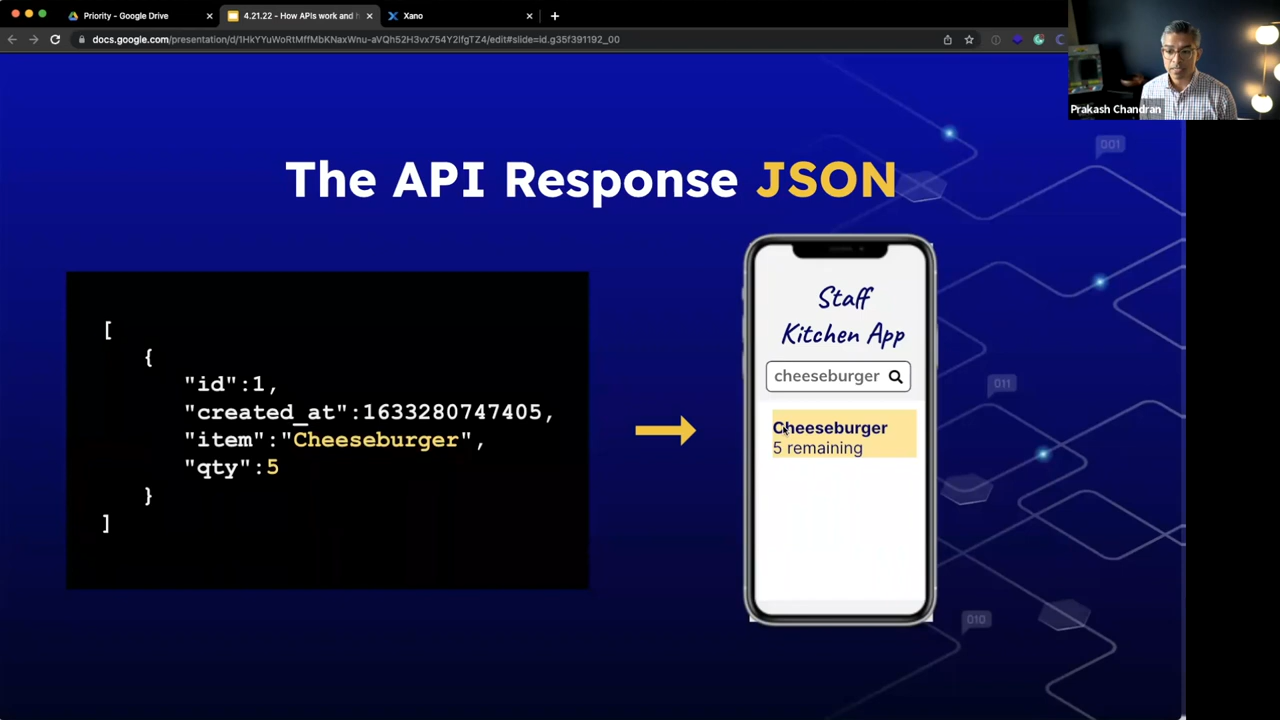 Priority - Google Drive
4.21.22 - How APIs work and h
Xano
docs.google.com/presentation/d/1HkYYuWoRtMffMbKNaxWnu-aVQh52H3vx754Y2lfgTZ4/edit#slide=id.g35f391192_00
Prakash Chandran
The API Response JSON
001
011
010
[
{
"id":1,
"created_at":1633280747405,
"item":"Cheeseburger",
"qty":5
}
]
Staff
Kitchen App
cheeseburger
Cheeseburger
5 remaining